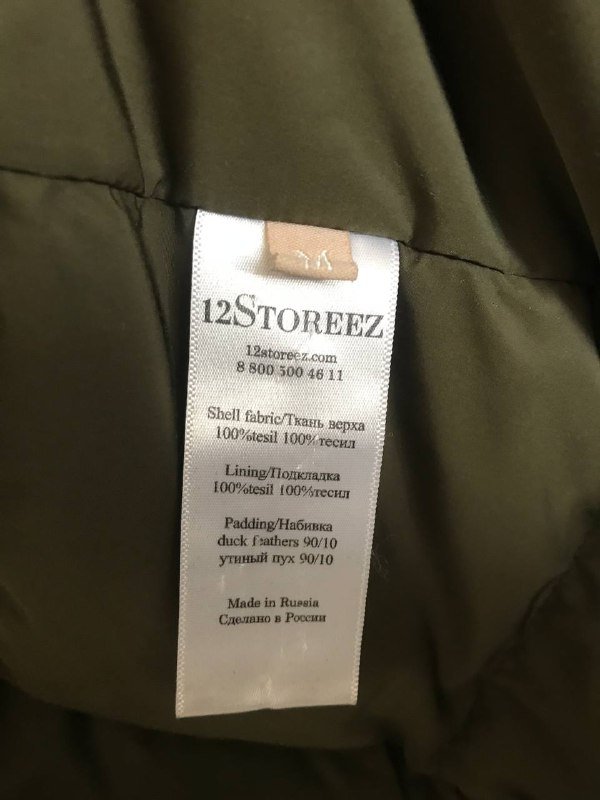 12STOREEZ
12storeez.com
8 800 500 46 11
Shell fabric/Ткань верха
100%tesil 100%тесил
Lining/Подкладка
100%tesil 100%тесил
Padding/Набивка
duck feathers 90/10
утиный пух 90/10
Made in Russia
Сделано в России